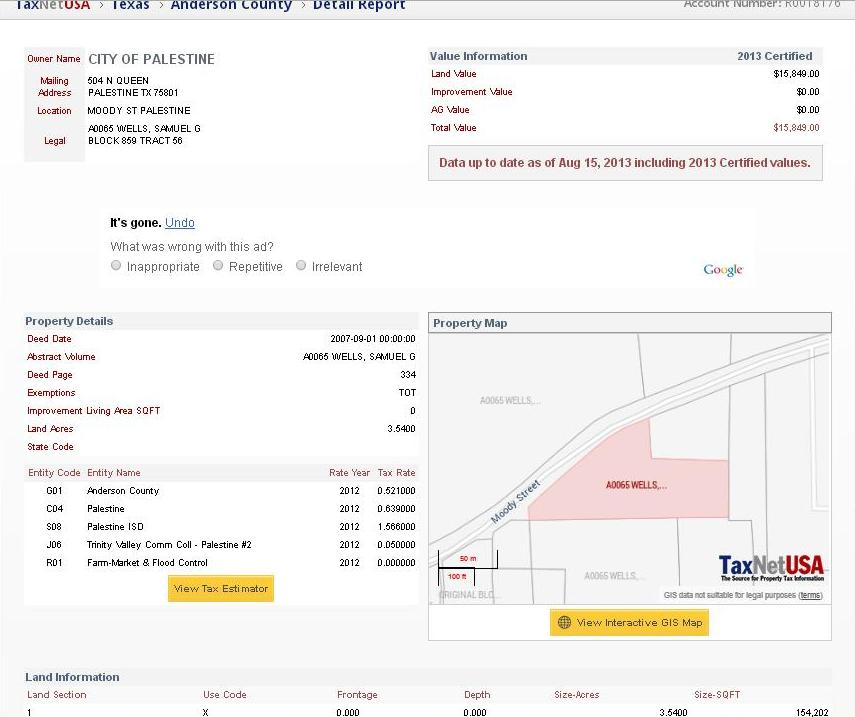 TaxNetUSA > Texas > Anderson County > Detail Report
Account Number: R0018176
Owner Name CITY OF PALESTINE
Mailing Address 504 N QUEEN
PALESTINE TX 75801
Location MOODY ST PALESTINE
Legal A0065 WELLS, SAMUEL G
BLOCK 859 TRACT 56
Value Information 2013 Certified
Land Value $15,849.00
Improvement Value $0.00
AG Value $0.00
Total Value $15,849.00
Data up to date as of Aug 15, 2013 including 2013 Certified values.
It's gone. Undo
What was wrong with this ad?
Inappropriate Repetitive Irrelevant
Google
Property Details
Deed Date 2007-09-01 00:00:00
Abstract Volume A0065 WELLS, SAMUEL G
Deed Page 334
Exemptions TOT
Improvement Living Area SQFT 0
Land Acres 3.5400
State Code
Entity Code Entity Name Rate Year Tax Rate
G01 Anderson County 2012 0.521000
C04 Palestine 2012 0.639000
S08 Palestine ISD 2012 1.566000
J06 Trinity Valley Comm Coll - Palestine #2 2012 0.050000
R01 Farm-Market & Flood Control 2012 0.000000
View Tax Estimator
Property Map
A0065 WELLS,...
A0065 WELLS,...
Moody Street
50 m
100 ft
A0065 WELLS,...
ORIGINAL BLO...
TaxNetUSA
The Source for Property Tax Information
GIS data not suitable for legal purposes (terms)
View Interactive GIS Map
Land Information
Land Section Use Code Frontage Depth Size-Acres Size-SQFT
1 X 0.000 0.000 3.5400 154,202